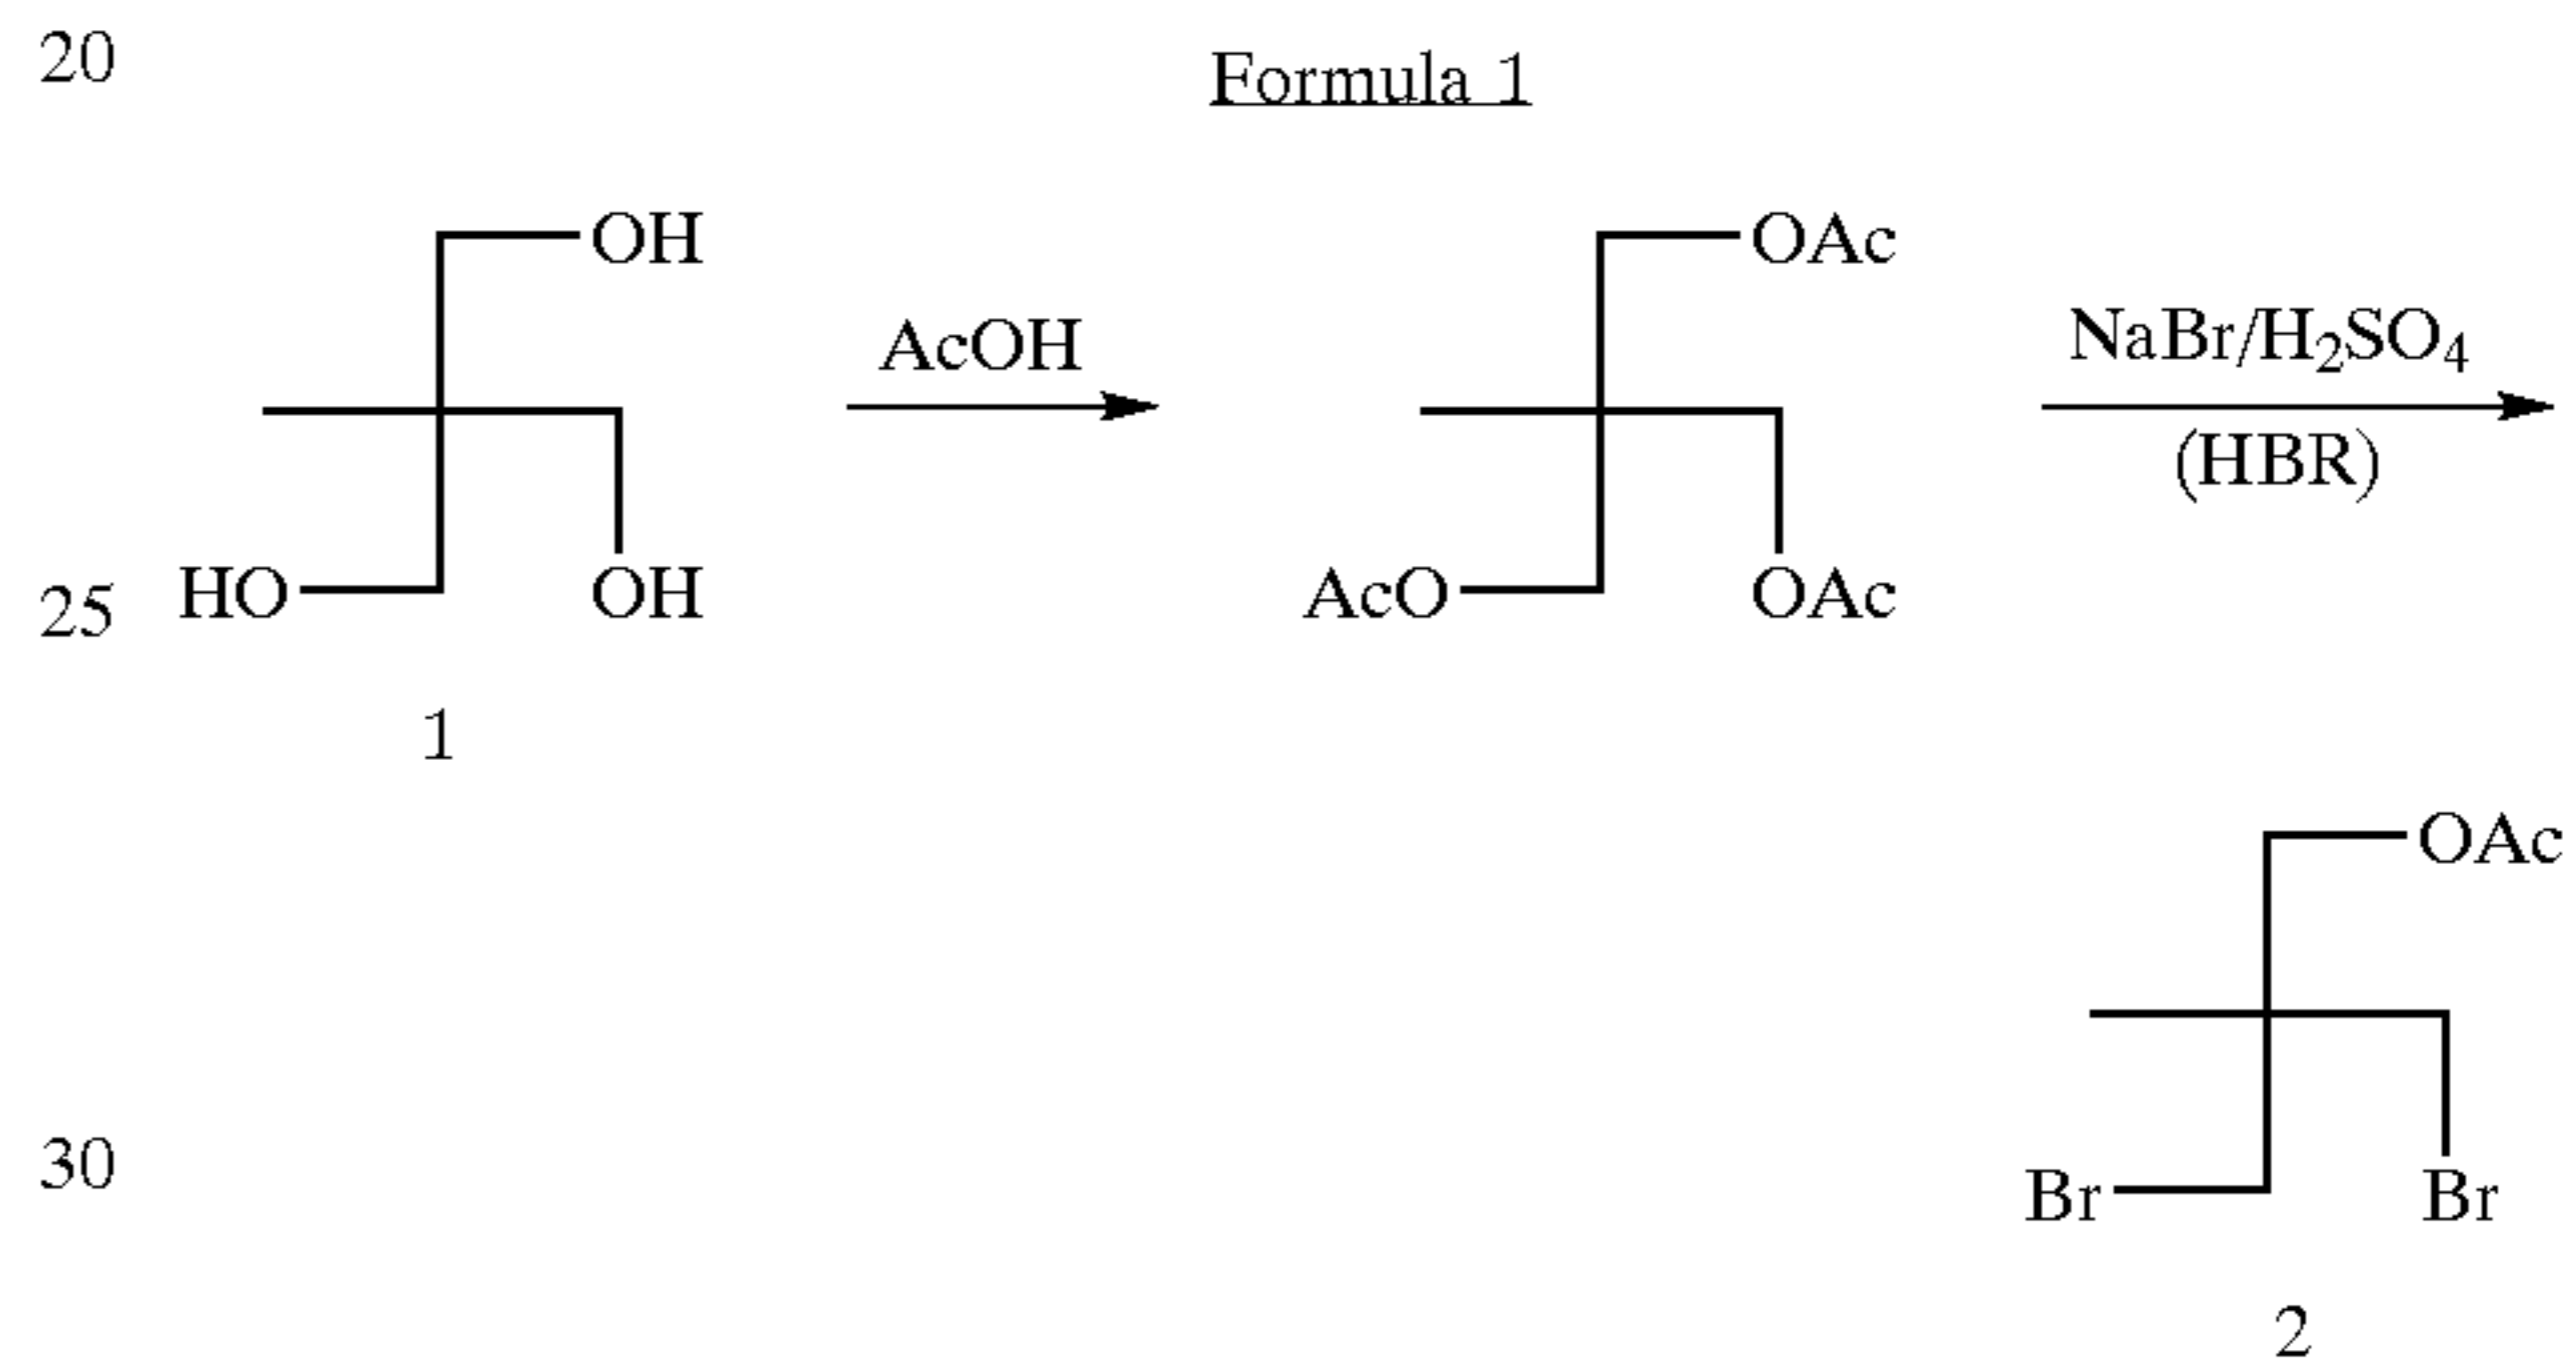 20
Formula 1
OH
OAc
AcOH
NaBr/H₂SO₄
(HBR)
25
HO
OH
AcO
OAc
1
OAc
30
Br
Br
2